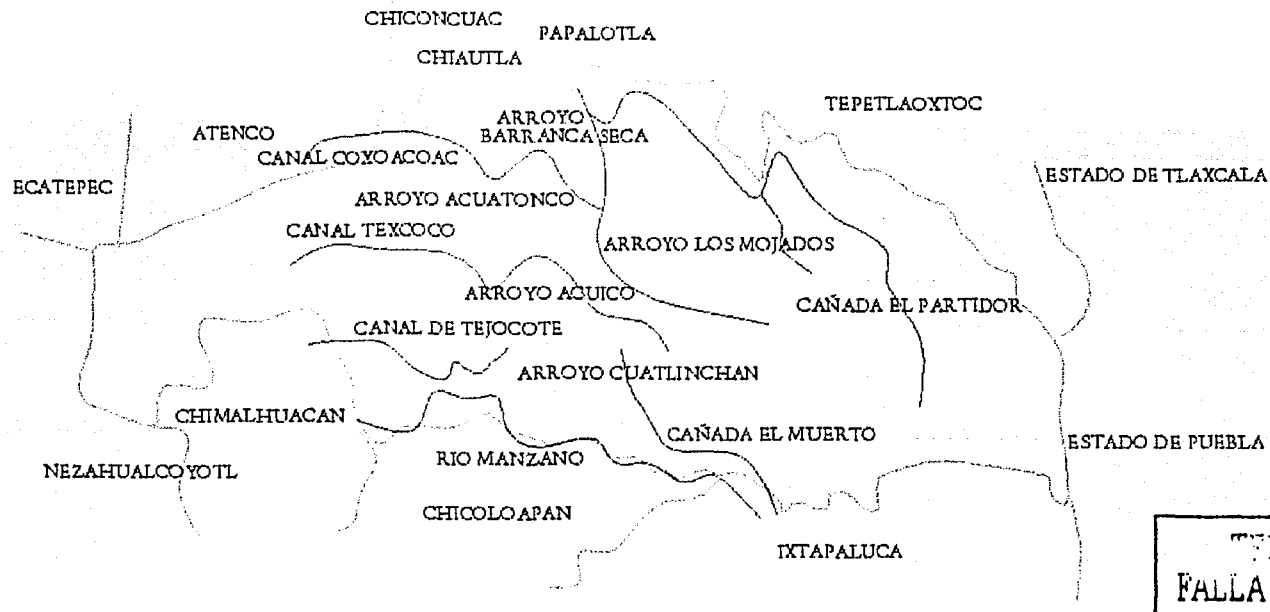 CHICONCUAC
PAPALOTLA
CHIAUTLA
TEPETLAOXTOC
ARROYO
BARRANCA SECA
ATENCO
CANAL COXOACOAC
ECATEPEC
ESTADO DE TLAXCALA
ARROYO ACUATONCO
CANAL TEXCOCO
ARROYO LOS MOJADOS
ARROYO AGUICO
CAÑADA EL PARTIDOR
CANAL DE TEJOCOTE
ARROYO CUATLINCHAN
CHIMALHUACAN
CAÑADA EL MUERTO
ESTADO DE PUEBLA
RIO MANZANO
NEZAHUALCOYOTL
CHICOLOAPAN
IXTAPALUCA
FALLA